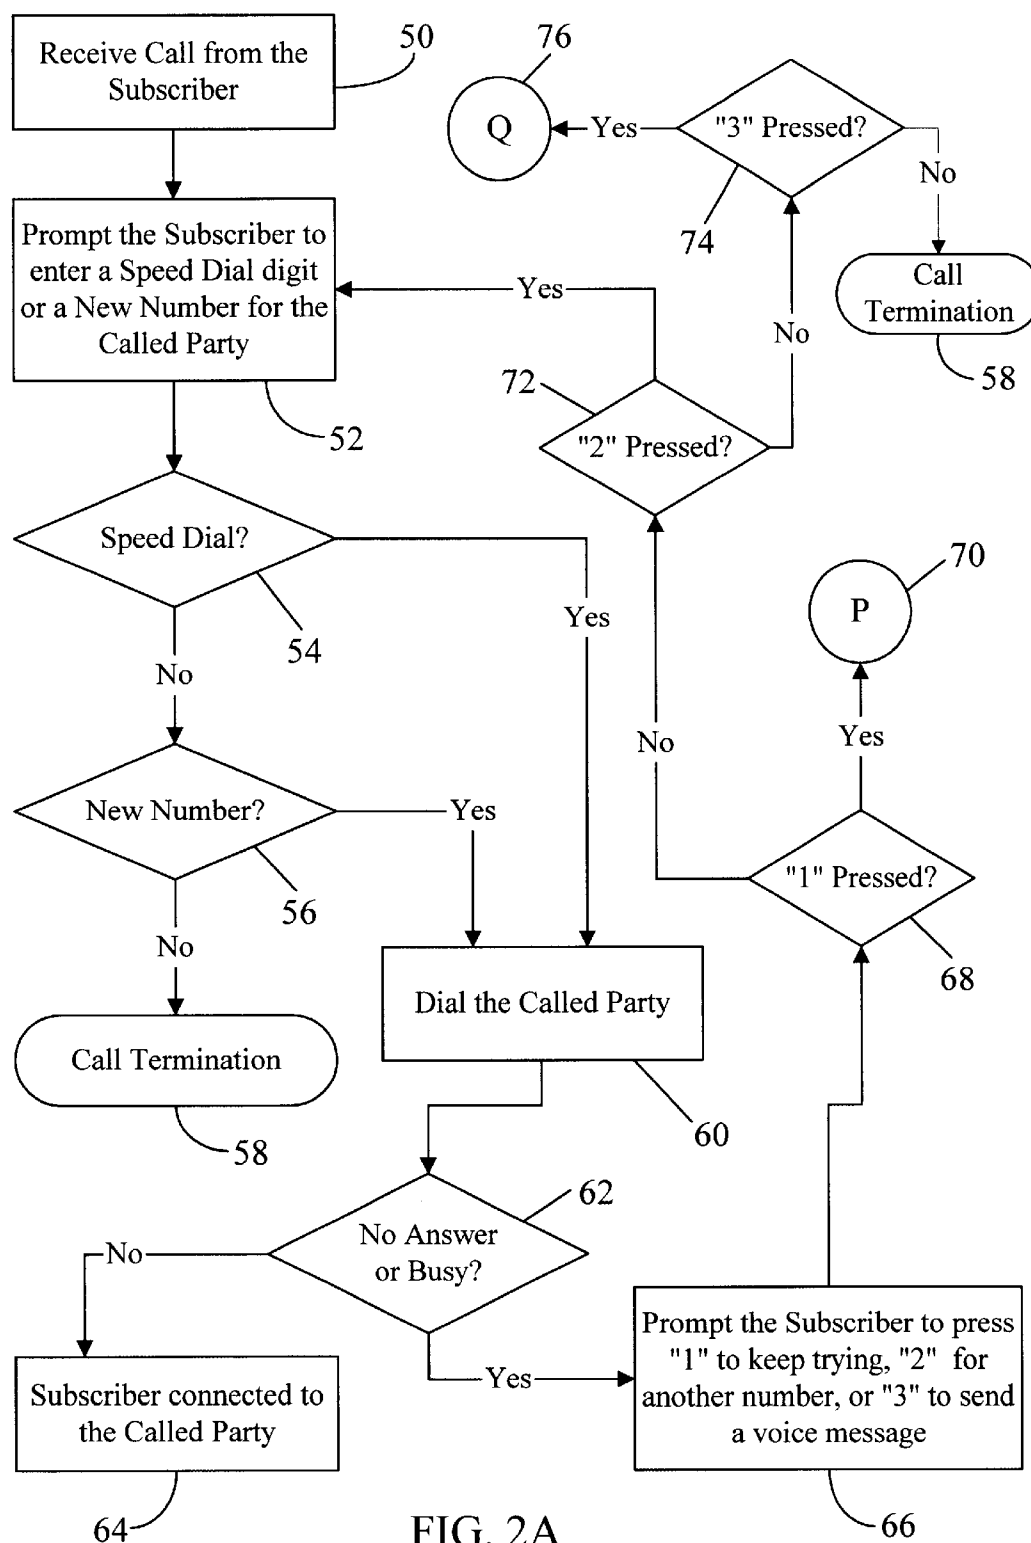 Receive Call from the
Subscriber
50
76
Q
Yes
"3" Pressed?
No
74
Call
Termination
58
Prompt the Subscriber to
enter a Speed Dial digit
or a New Number for the
Called Party
52
Yes
No
72
"2" Pressed?
Speed Dial?
54
Yes
No
70
P
Yes
No
New Number?
Yes
56
"1" Pressed?
68
No
Dial the Called Party
60
Call Termination
58
62
No Answer
or Busy?
No
Yes
Subscriber connected to
the Called Party
64
Prompt the Subscriber to press
"1" to keep trying, "2" for
another number, or "3" to send
a voice message
66
FIG. 2A